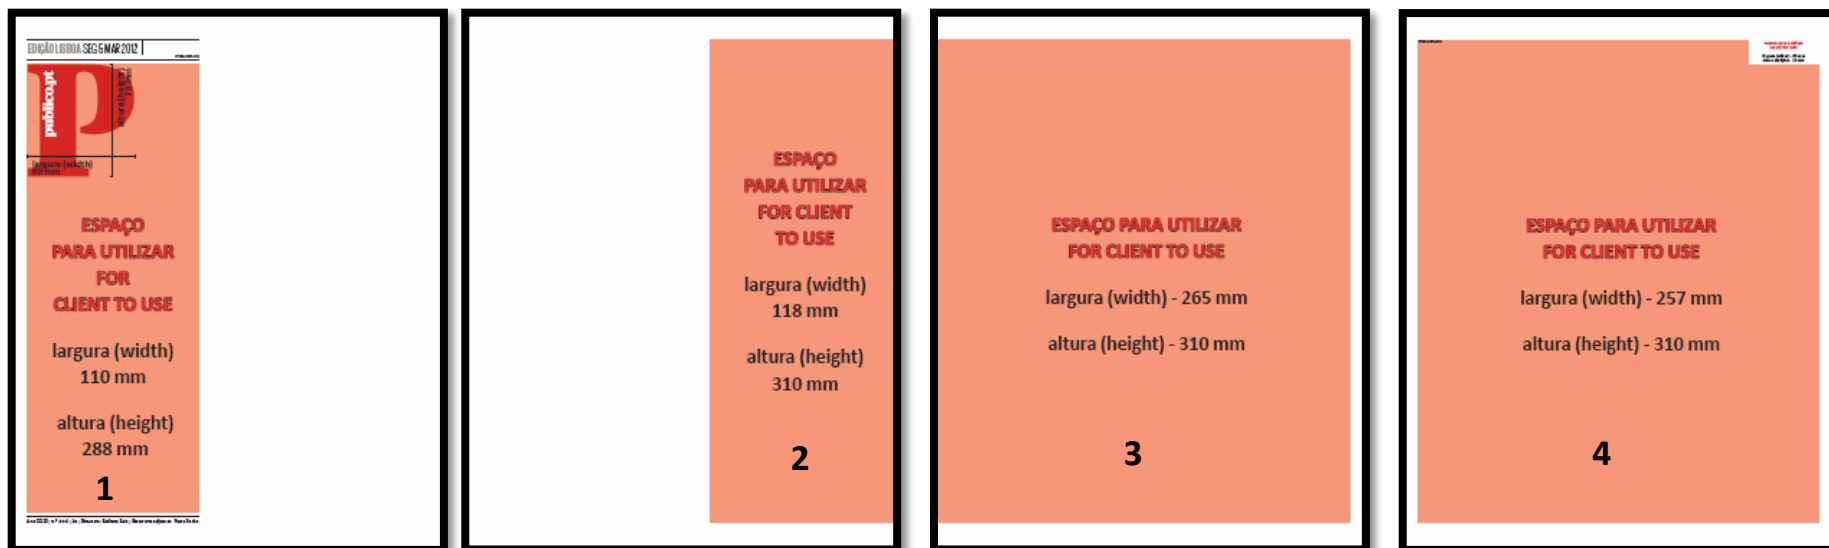 EDIÇÃO LISBOA SEG 5 MAR 2012
publico.pt
altura (height)
largura (width)
ESPAÇO
PARA UTILIZAR
FOR
CLIENT TO USE
largura (width)
110 mm
altura (height)
288 mm
1
ESPAÇO
PARA UTILIZAR
FOR CLIENT
TO USE
largura (width)
118 mm
altura (height)
310 mm
2
ESPAÇO PARA UTILIZAR
FOR CLIENT TO USE
largura (width) - 265 mm
altura (height) - 310 mm
3
ESPAÇO PARA UTILIZAR
FOR CLIENT TO USE
largura (width) - 257 mm
altura (height) - 310 mm
4